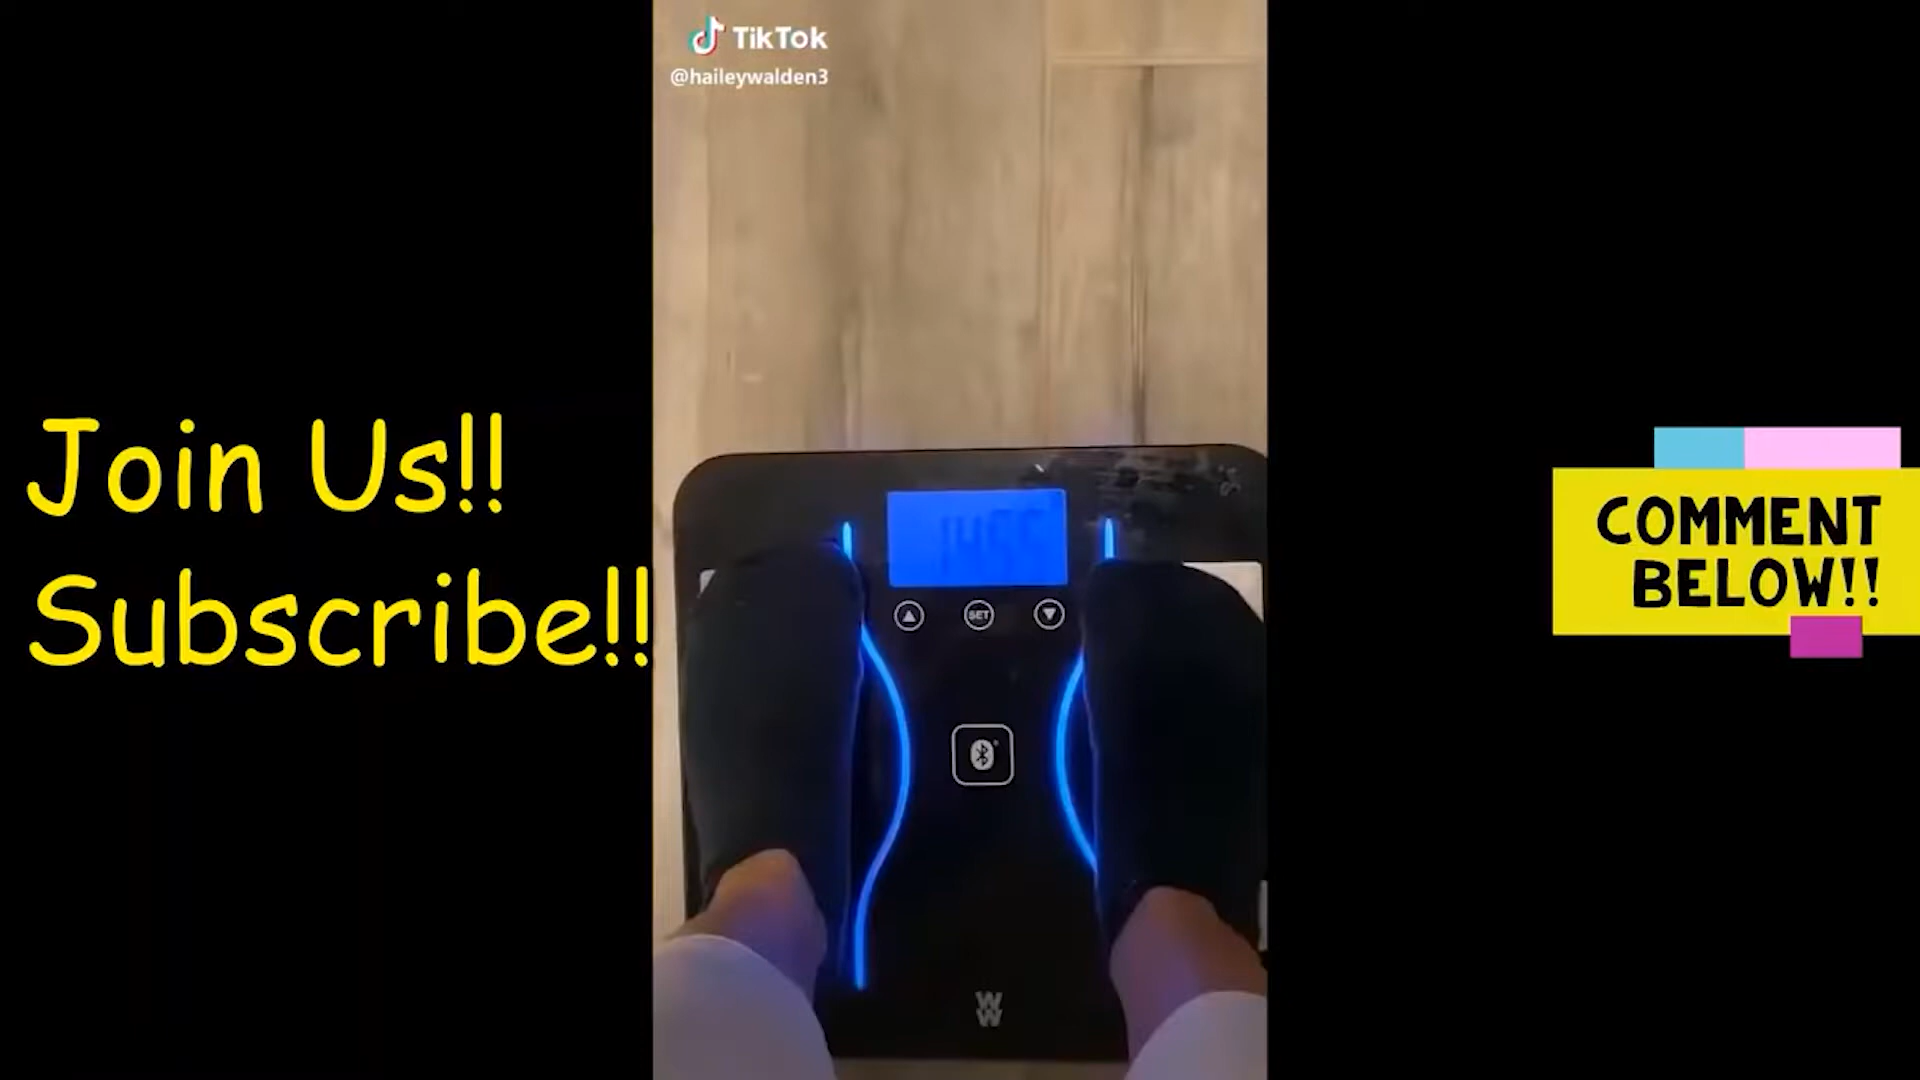 TikTok
@haileywalden3
Join Us!!
Subscribe!!
COMMENT
BELOW!!
SET
W
W